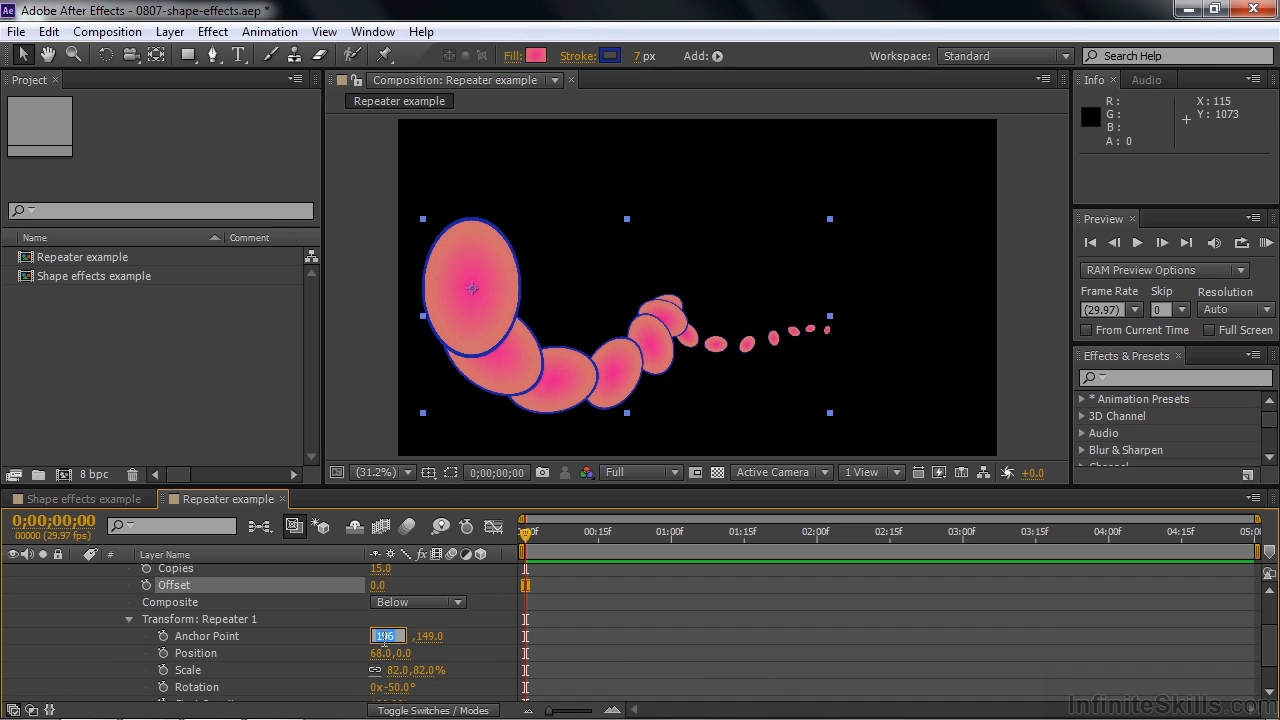 Adobe After Effects - 0807-shape-effects.aep *
File Edit Composition Layer Effect Animation View Window Help
Fill: Stroke: 7 px Add: Workspace: Standard Search Help
Project Composition: Repeater example Info Audio
Repeater example
R :
G :
B :
A : 0
X : 115
Y : 1073
Preview
RAM Preview Options
Frame Rate Skip Resolution
(29.97) 0 Auto
From Current Time Full Screen
Effects & Presets
* Animation Presets
3D Channel
Audio
Blur & Sharpen
Name Comment
Repeater example
Shape effects example
8 bpc
(31.2%) 0;00;00;00 Full Active Camera 1 View +0.0
Shape effects example Repeater example
0;00;00;00
00000 (29.97 fps)
00f 00:15f 01:00f 01:15f 02:00f 02:15f 03:00f 03:15f 04:00f 04:15f 05:00
# Layer Name fx
Copies 15.0
Offset 0.0
Composite Below
Transform: Repeater 1
Anchor Point 196 ,149.0
Position 68.0,0.0
Scale 82.0,82.0%
Rotation 0x-50.0°
Toggle Switches / Modes
InfiniteSkills.com